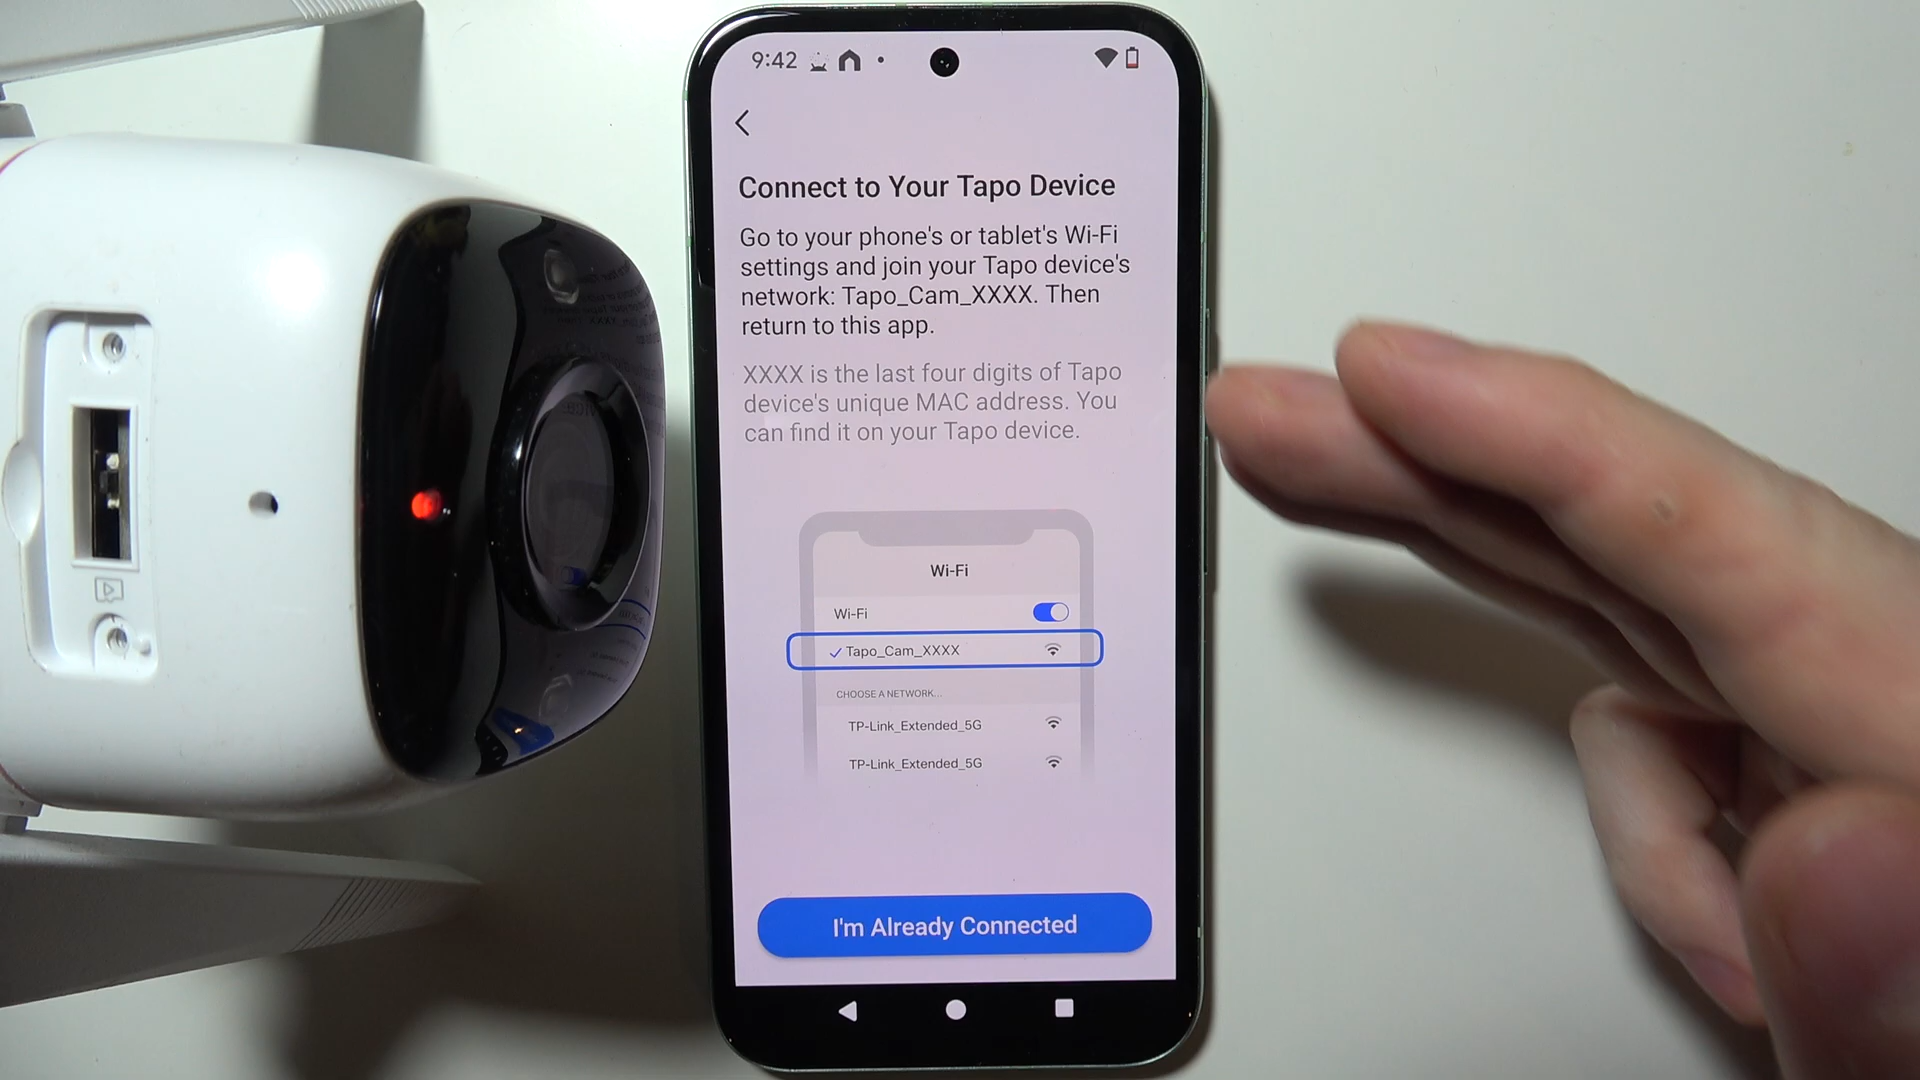 9:42
Connect to Your Tapo Device
Go to your phone's or tablet's Wi-Fi
settings and join your Tapo device's
network: Tapo_Cam_XXXX. Then
return to this app.
XXXX is the last four digits of Tapo
device's unique MAC address. You
can find it on your Tapo device.
Wi-Fi
Wi-Fi
Tapo_Cam_XXXX
CHOOSE A NETWORK...
TP-Link_Extended_5G
TP-Link_Extended_5G
I'm Already Connected